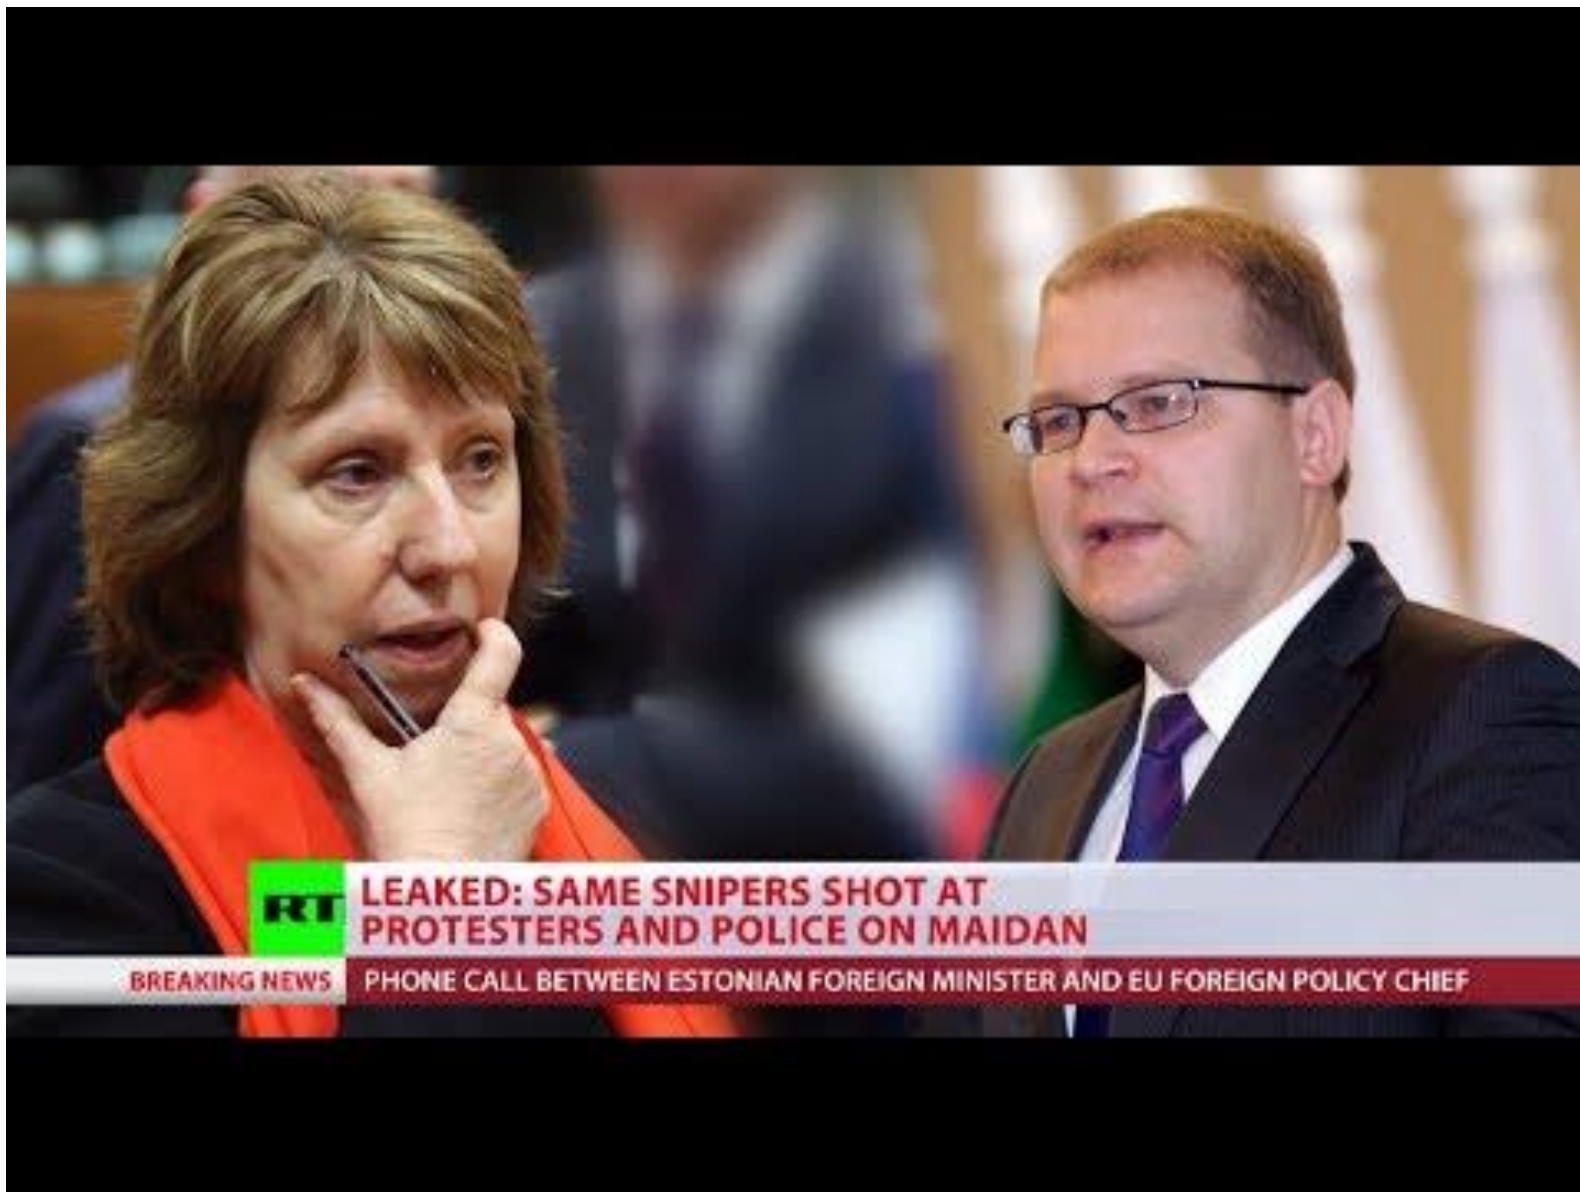 RT
LEAKED: SAME SNIPERS SHOT AT
PROTESTERS AND POLICE ON MAIDAN
BREAKING NEWS
PHONE CALL BETWEEN ESTONIAN FOREIGN MINISTER AND EU FOREIGN POLICY CHIEF